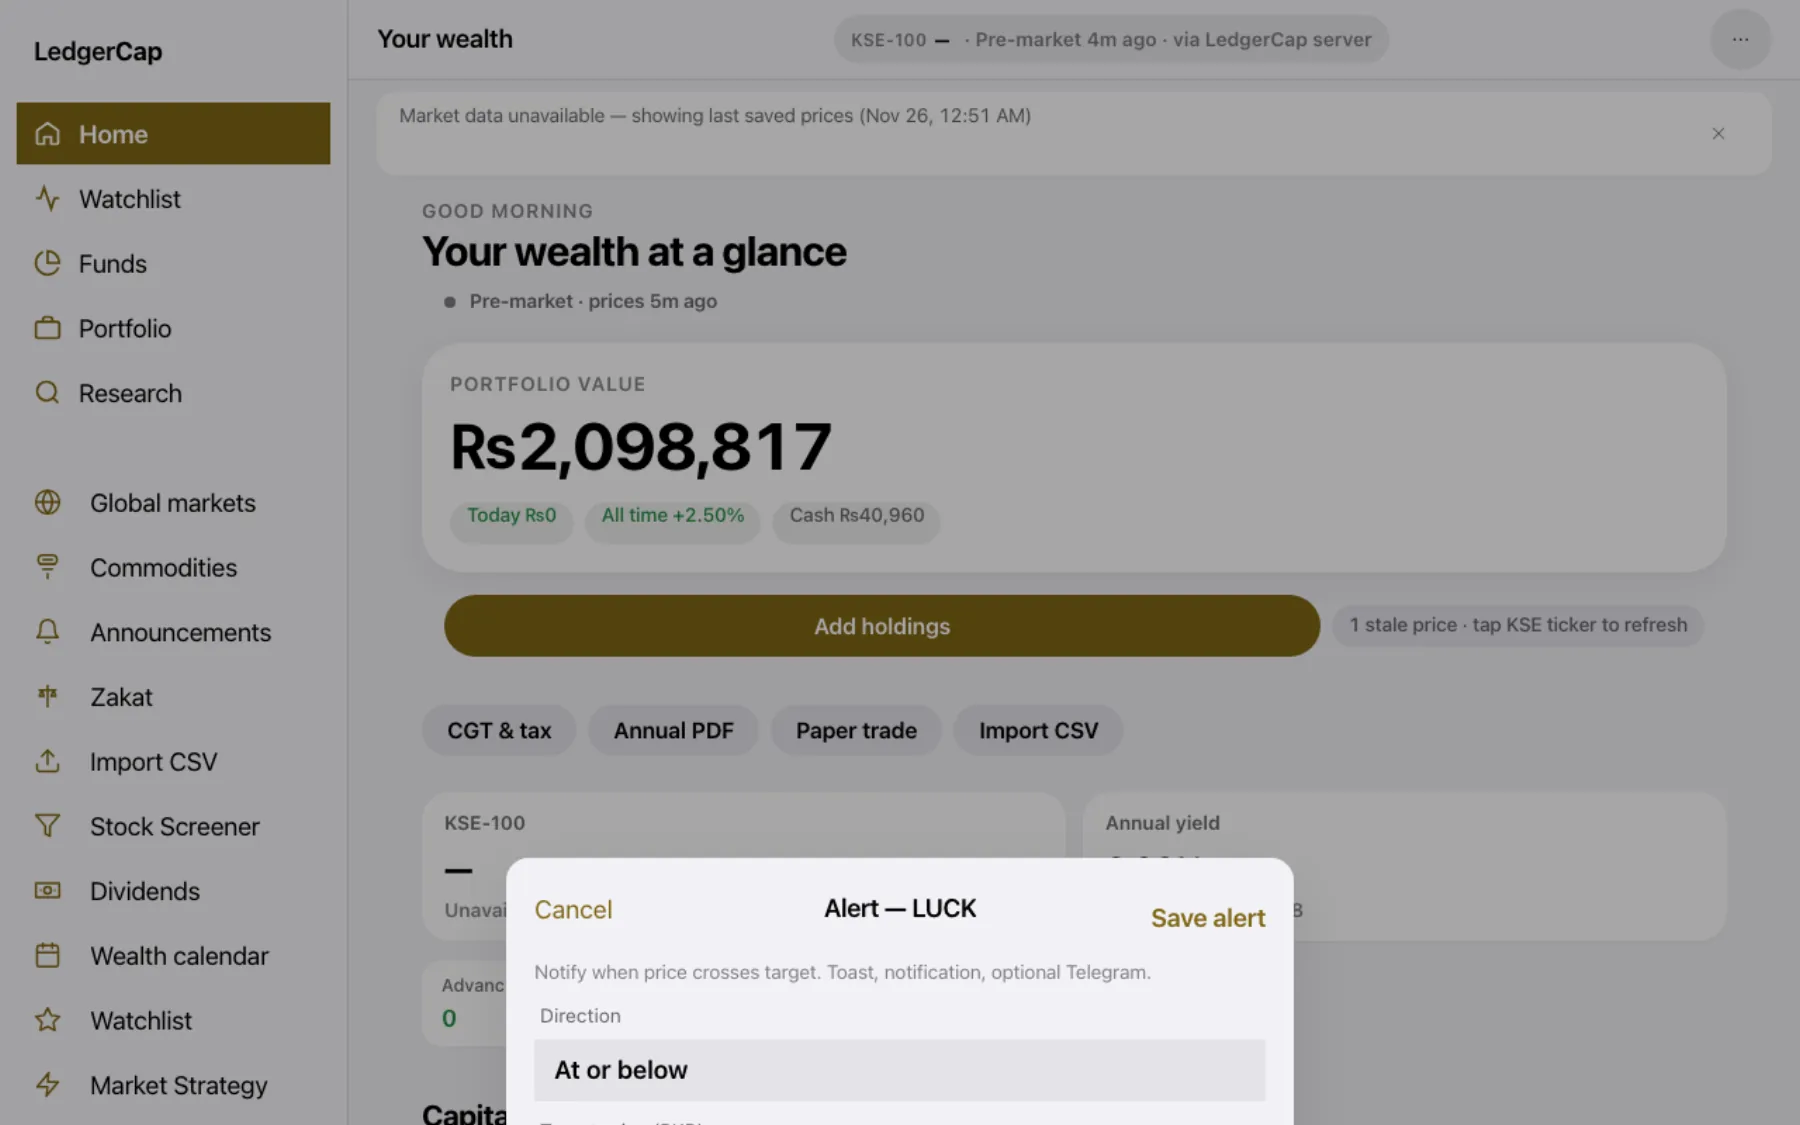 LedgerCap
Home
Watchlist
Funds
Portfolio
Research
Global markets
Commodities
Announcements
Zakat
Import CSV
Stock Screener
Dividends
Wealth calendar
Watchlist
Market Strategy
Your wealth
KSE-100 — · Pre-market 4m ago · via LedgerCap server
...
Market data unavailable — showing last saved prices (Nov 26, 12:51 AM)
GOOD MORNING
Your wealth at a glance
Pre-market · prices 5m ago
PORTFOLIO VALUE
Rs2,098,817
Today Rs0 All time +2.50% Cash Rs40,960
Add holdings
1 stale price · tap KSE ticker to refresh
CGT & tax Annual PDF Paper trade Import CSV
KSE-100
—
Unavai
Annual yield
8
Advanc
0
Capita
Cancel
Alert — LUCK
Save alert
Notify when price crosses target. Toast, notification, optional Telegram.
Direction
At or below